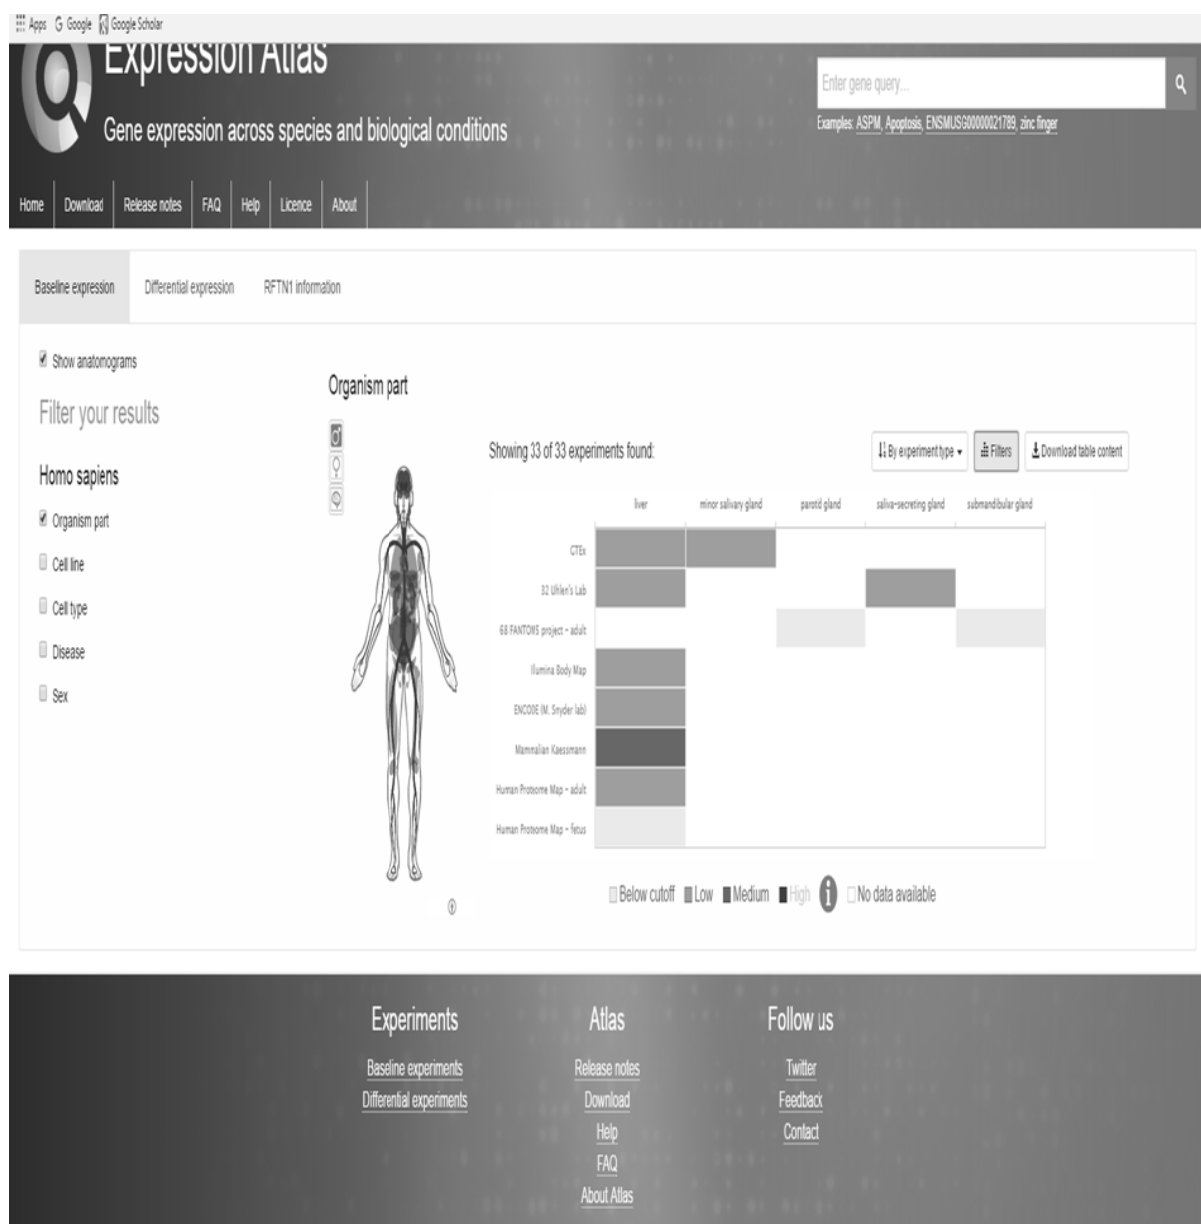 Apps Google Google Scholar
Expression Atlas
Gene expression across species and biological conditions
Enter gene query...
Examples: ASPM, Apoptosis, ENSMUSG00000021789, zinc finger
Home Download Release notes FAQ Help Licence About
Baseline expression Differential expression RFTN1 information
Show anatomograms
Filter your results
Homo sapiens
Organism part
Cell line
Cell type
Disease
Sex
Organism part
Showing 33 of 33 experiments found:
By experiment type Filters Download table content
liver minor salivary gland parotid gland saliva-secreting gland submandibular gland
GTEx
32 Uhlen's Lab
68 FANTOM5 project - adult
Illumina Body Map
ENCODE (M. Snyder lab)
Mammalian Kaessmann
Human Proteome Map - adult
Human Proteome Map - fetus
Below cutoff Low Medium High i No data available
Experiments
Baseline experiments
Differential experiments
Atlas
Release notes
Download
Help
FAQ
About Atlas
Follow us
Twitter
Feedback
Contact